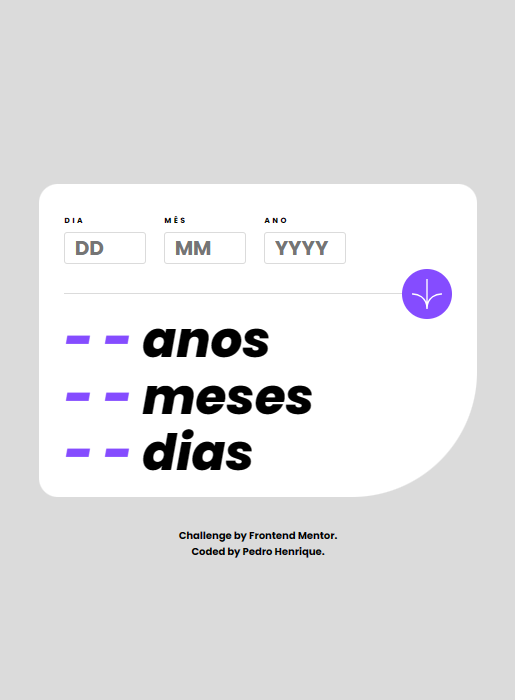 DIA MÊS ANO
DD MM YYYY
-- anos
-- meses
-- dias
Challenge by Frontend Mentor.
Coded by Pedro Henrique.